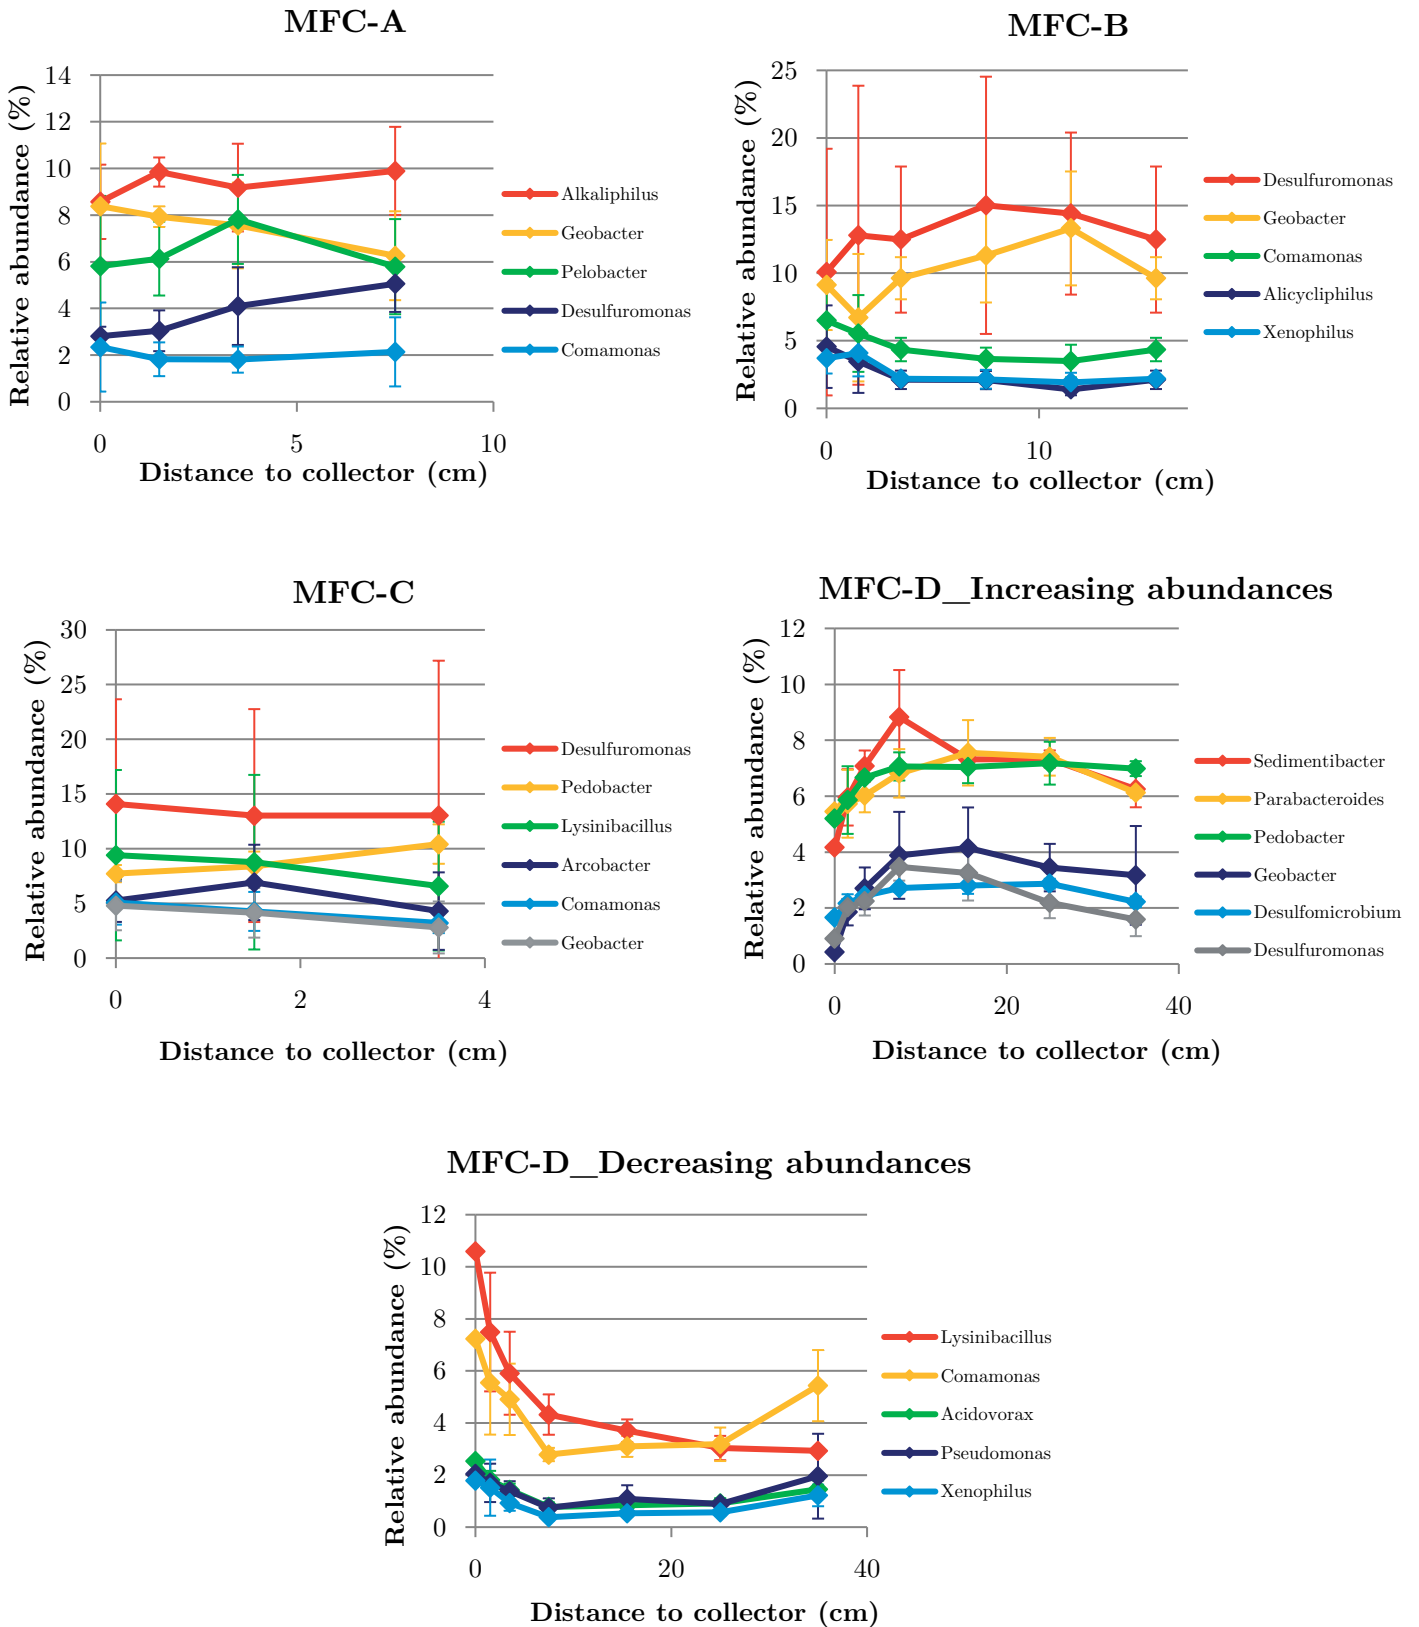 MFC-A
Relative abundance (%)
14
12
10
8
6
4
2
0
0 5 10
Distance to collector (cm)
Alkaliphilus
Geobacter
Pelobacter
Desulfuromonas
Comamonas
MFC-B
Relative abundance (%)
25
20
15
10
5
0
0 10
Distance to collector (cm)
Desulfuromonas
Geobacter
Comamonas
Alicycliphilus
Xenophilus
MFC-C
Relative abundance (%)
30
25
20
15
10
5
0
0 2 4
Distance to collector (cm)
Desulfuromonas
Pedobacter
Lysinibacillus
Arcobacter
Comamonas
Geobacter
MFC-D_Increasing abundances
Relative abundance (%)
12
10
8
6
4
2
0
0 20 40
Distance to collector (cm)
Sedimentibacter
Parabacteroides
Pedobacter
Geobacter
Desulfomicrobium
Desulfuromonas
MFC-D_Decreasing abundances
Relative abundance (%)
12
10
8
6
4
2
0
0 20 40
Distance to collector (cm)
Lysinibacillus
Comamonas
Acidovorax
Pseudomonas
Xenophilus